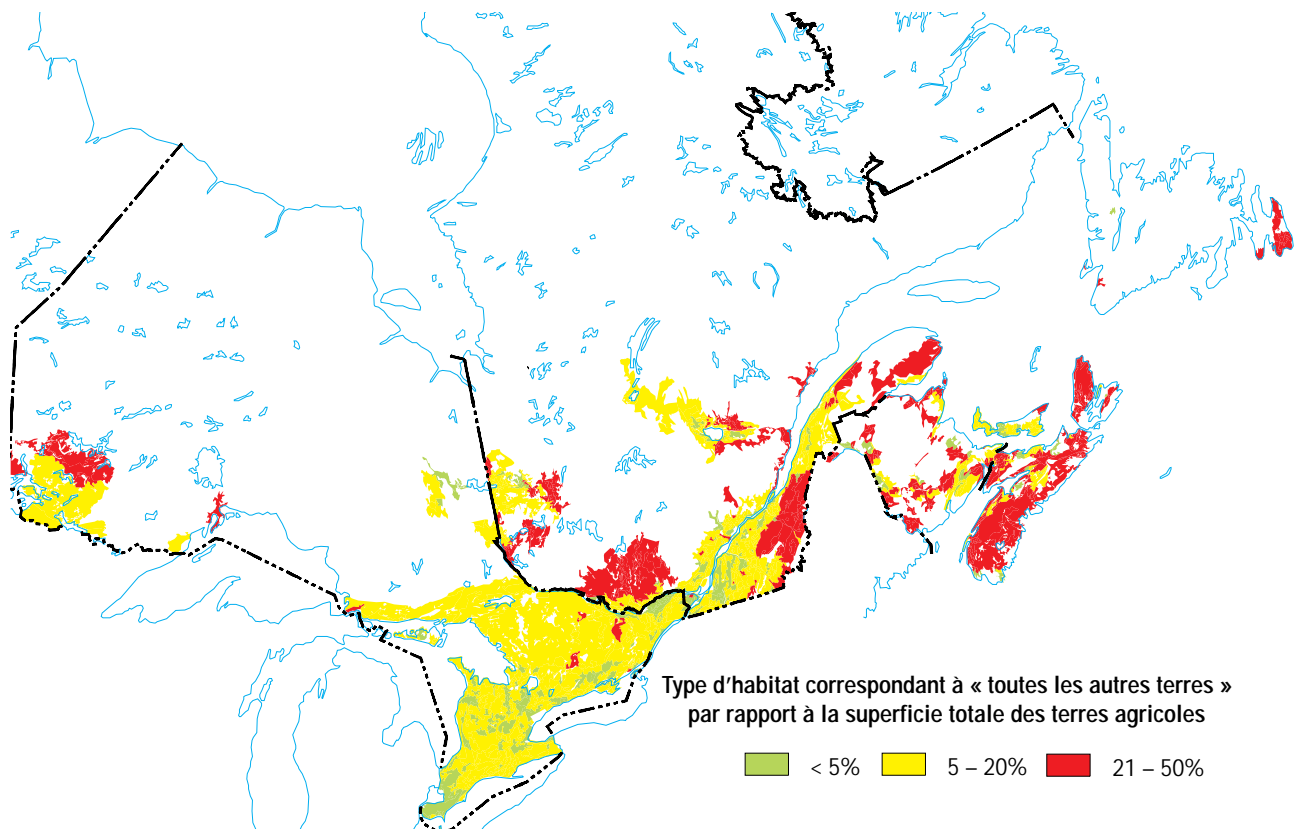 Type d'habitat correspondant à « toutes les autres terres »
par rapport à la superficie totale des terres agricoles
< 5% 5 – 20% 21 – 50%